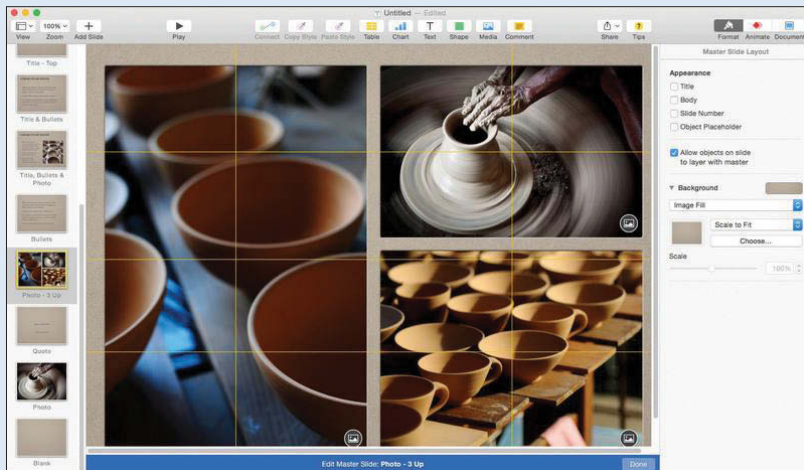 Untitled — Edited
100%
View
Zoom
Add Slide
Play
Connect
Copy Style
Paste Style
Table
Chart
Text
Shape
Media
Comment
Share
Tips
Format
Animate
Document
Title - Top
Title & Bullets
Title, Bullets &
Photo
Bullets
Photo - 3 Up
Quote
Photo
Blank
Master Slide Layout
Appearance
Title
Body
Slide Number
Object Placeholder
Allow objects on slide
to layer with master
Background
Image Fill
Scale to Fit
Choose...
Scale
100%
Edit Master Slide: Photo - 3 Up
Done